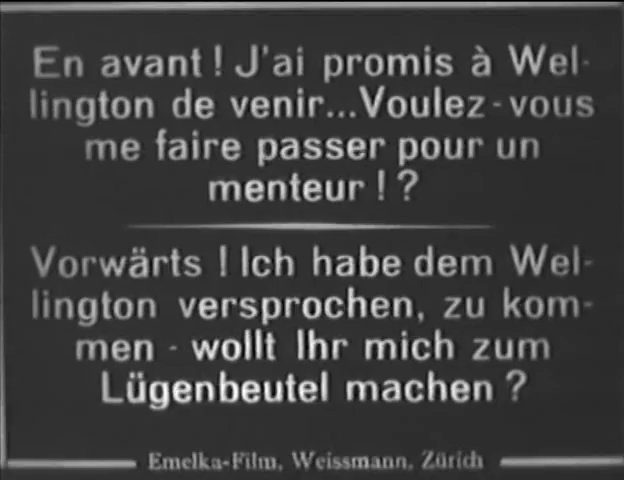 En avant ! J'ai promis à Wel-
lington de venir...Voulez-vous
me faire passer pour un
menteur ! ?
Vorwärts ! Ich habe dem Wel-
lington versprochen, zu kom-
men - wollt Ihr mich zum
Lügenbeutel machen ?
Emelka-Film, Weissmann, Zürich